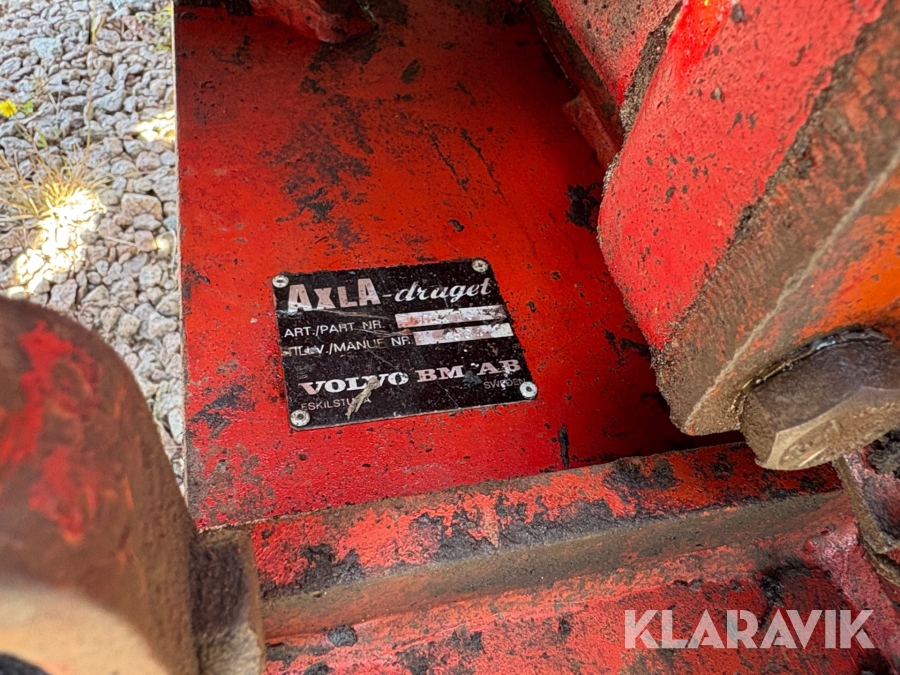 AXLA-draget
ART./PART NR.
TILLV./MANUF NR.
VOLVO BM AB
ESKILSTUNA SWEDEN
KLARAVIK